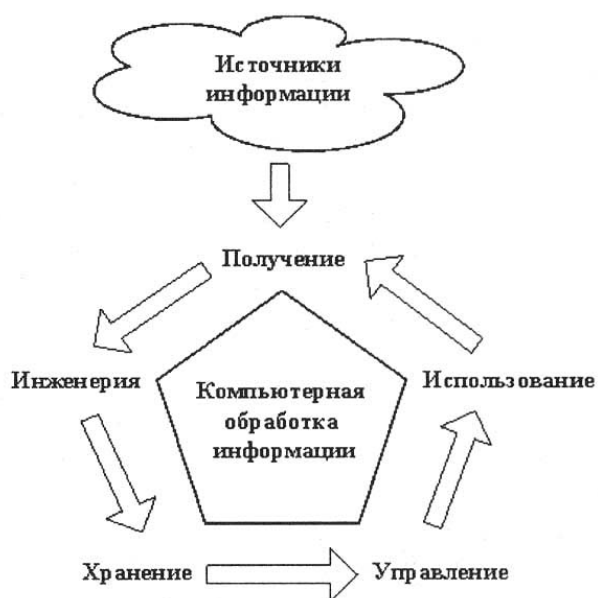 Источники
информации
Получение
Инженерия
Компьютерная
обработка
информации
Использование
Хранение
Управление